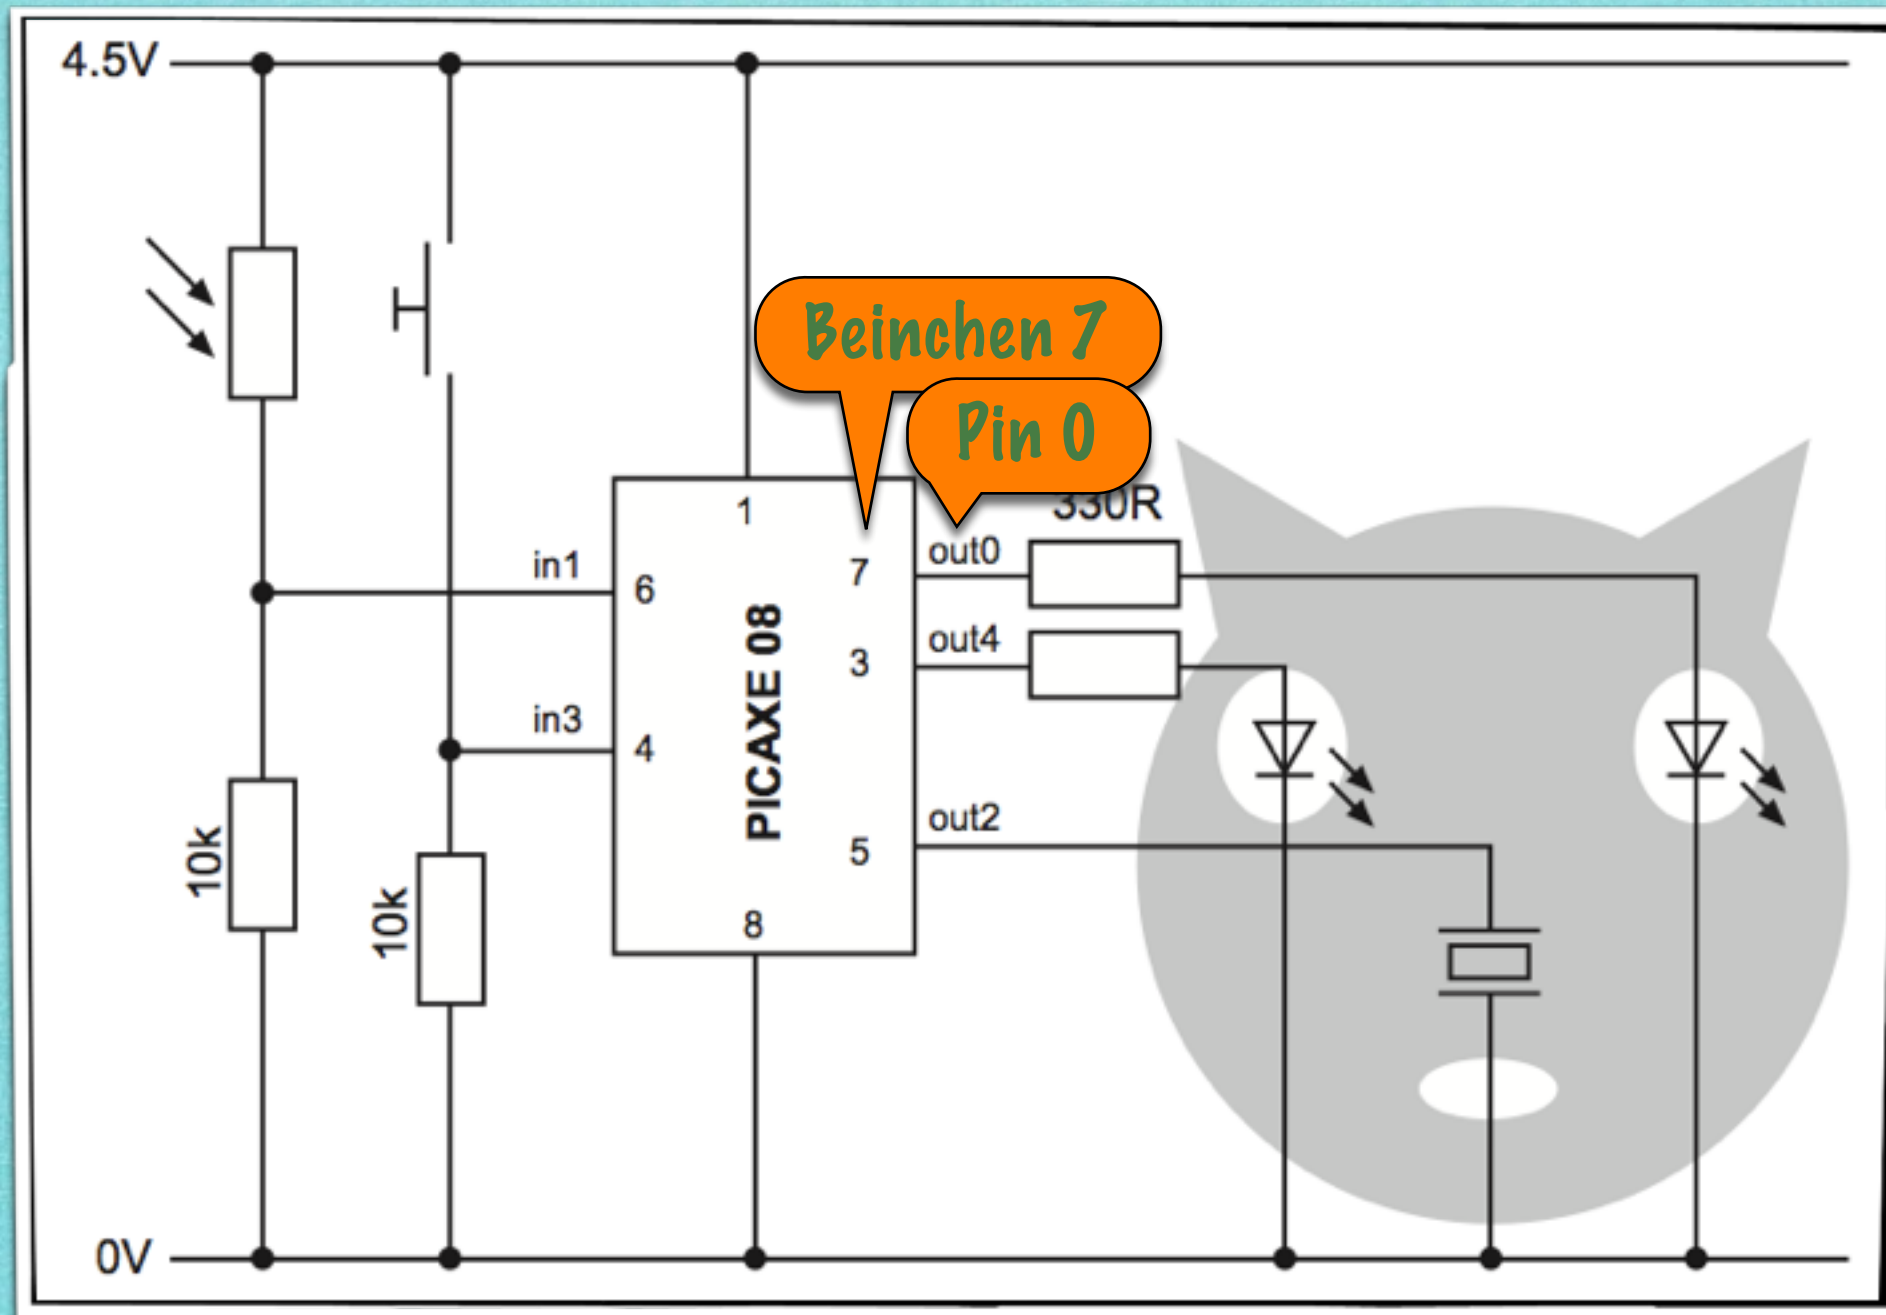 4.5V
Beinchen 7
Pin 0
330R
1
in1
6
7
out0
3
out4
in3
4
PICAXE 08
5
out2
10k
10k
8
0V